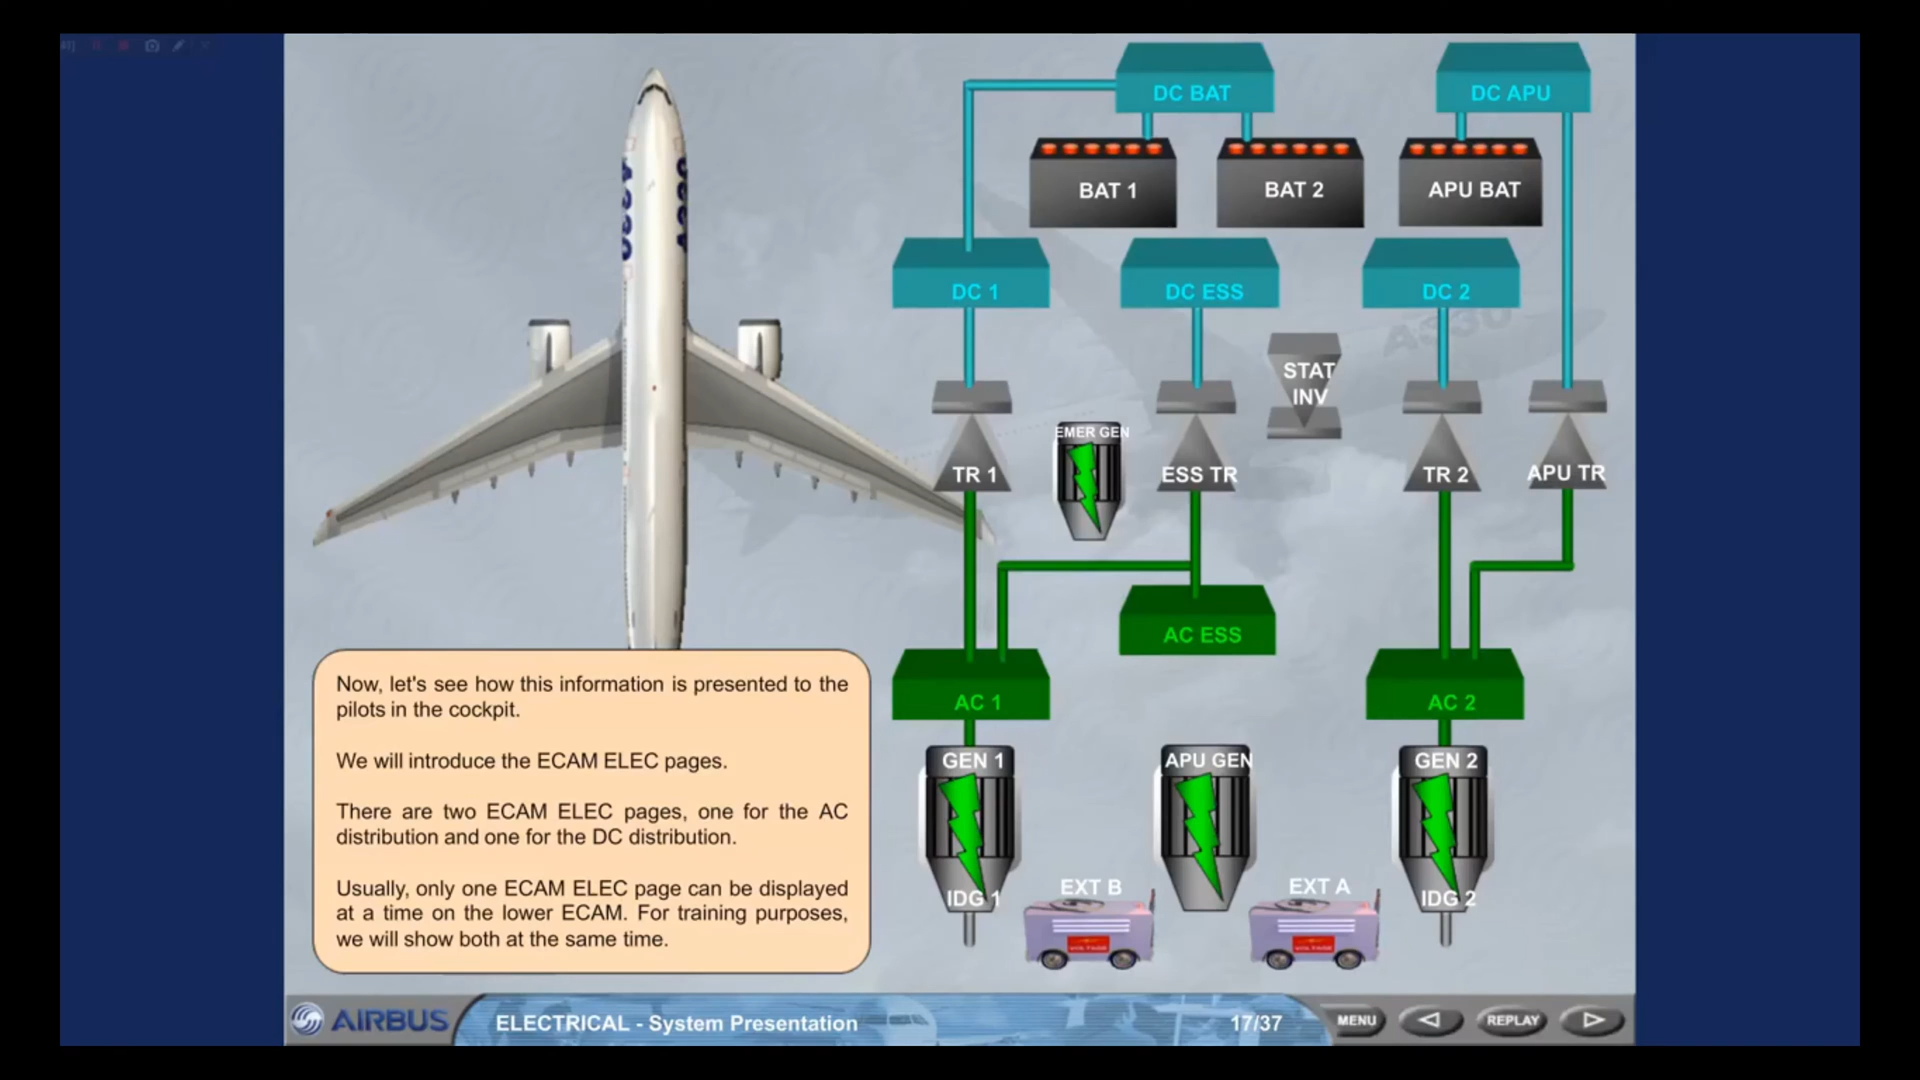 DC BAT
DC APU
BAT 1
BAT 2
APU BAT
DC 1
DC ESS
DC 2
A330
A330
A330
STAT
INV
EMER GEN
TR 1
ESS TR
TR 2
APU TR
AC ESS
AC 1
AC 2
Now, let's see how this information is presented to the
pilots in the cockpit.
We will introduce the ECAM ELEC pages.
There are two ECAM ELEC pages, one for the AC
distribution and one for the DC distribution.
Usually, only one ECAM ELEC page can be displayed
at a time on the lower ECAM. For training purposes,
we will show both at the same time.
GEN 1
APU GEN
GEN 2
IDG 1
EXT B
EXT A
IDG 2
AIRBUS
ELECTRICAL - System Presentation
17/37
MENU
REPLAY